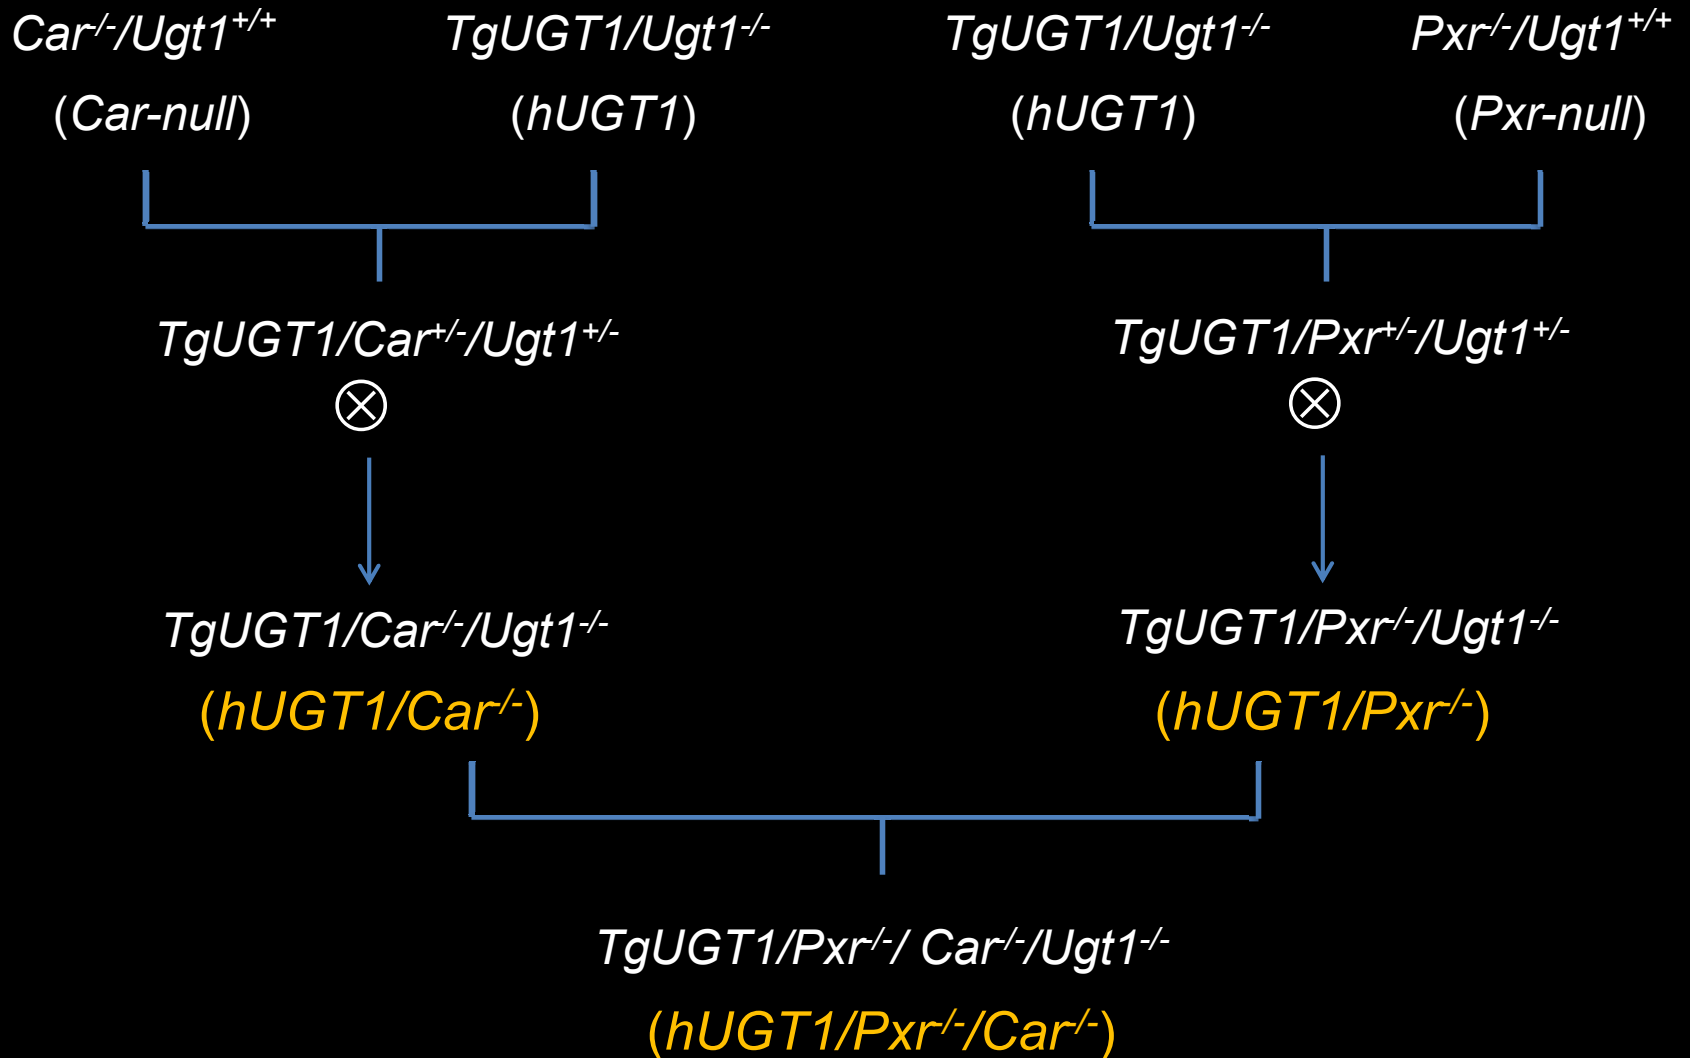 Car-/-/Ugt1+/+ TgUGT1/Ugt1-/- TgUGT1/Ugt1-/- Pxr-/-/Ugt1+/+
(Car-null) (hUGT1) (hUGT1) (Pxr-null)
TgUGT1/Car+/-/Ugt1+/- TgUGT1/Pxr+/-/Ugt1+/-
TgUGT1/Car-/-/Ugt1-/- TgUGT1/Pxr-/-/Ugt1-/-
(hUGT1/Car-/-) (hUGT1/Pxr-/-)
TgUGT1/Pxr-/-/ Car-/-/Ugt1-/-
(hUGT1/Pxr-/-/Car-/-)